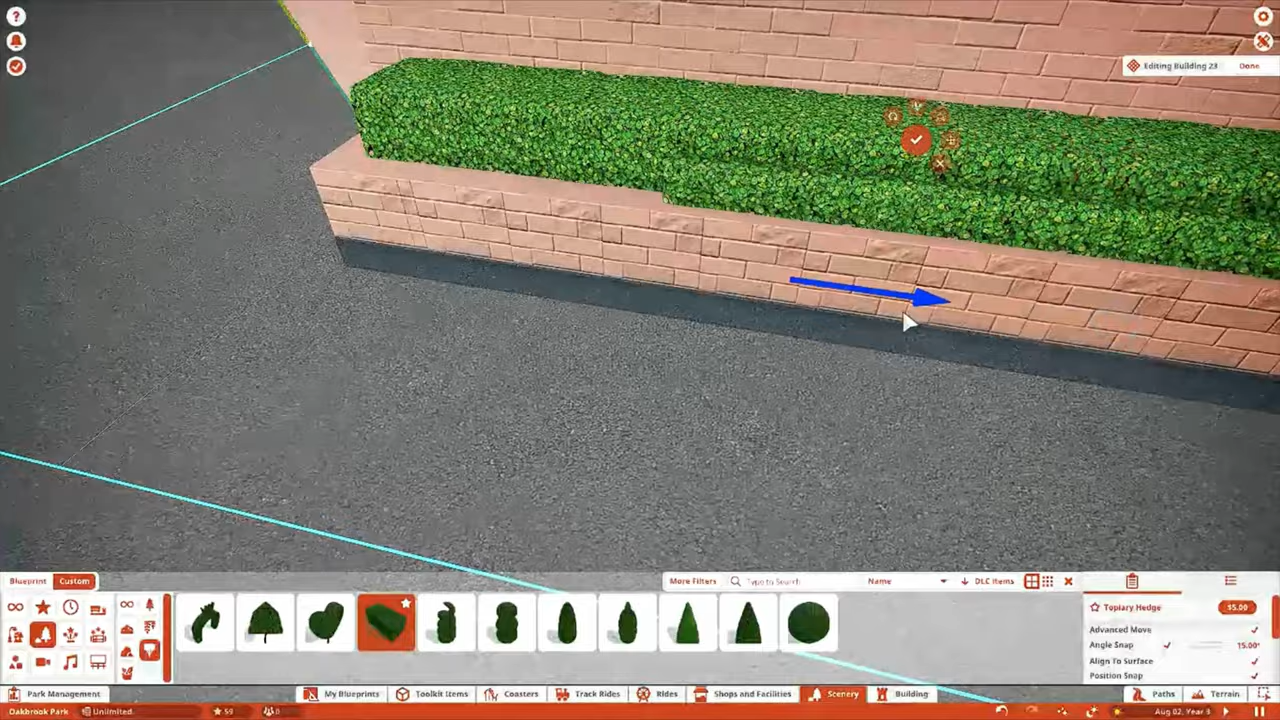 ?
Editing Building 23 Done
Blueprint Custom
More Filters Type to Search Name DLC Items
Topiary Hedge $5.00
Advanced Move
Angle Snap 15.00°
Align To Surface
Position Snap
Park Management My Blueprints Toolkit Items Coasters Track Rides Rides Shops and Facilities Scenery Building Paths Terrain
Oakbrook Park Unlimited 59 0 Aug 02, Year 3